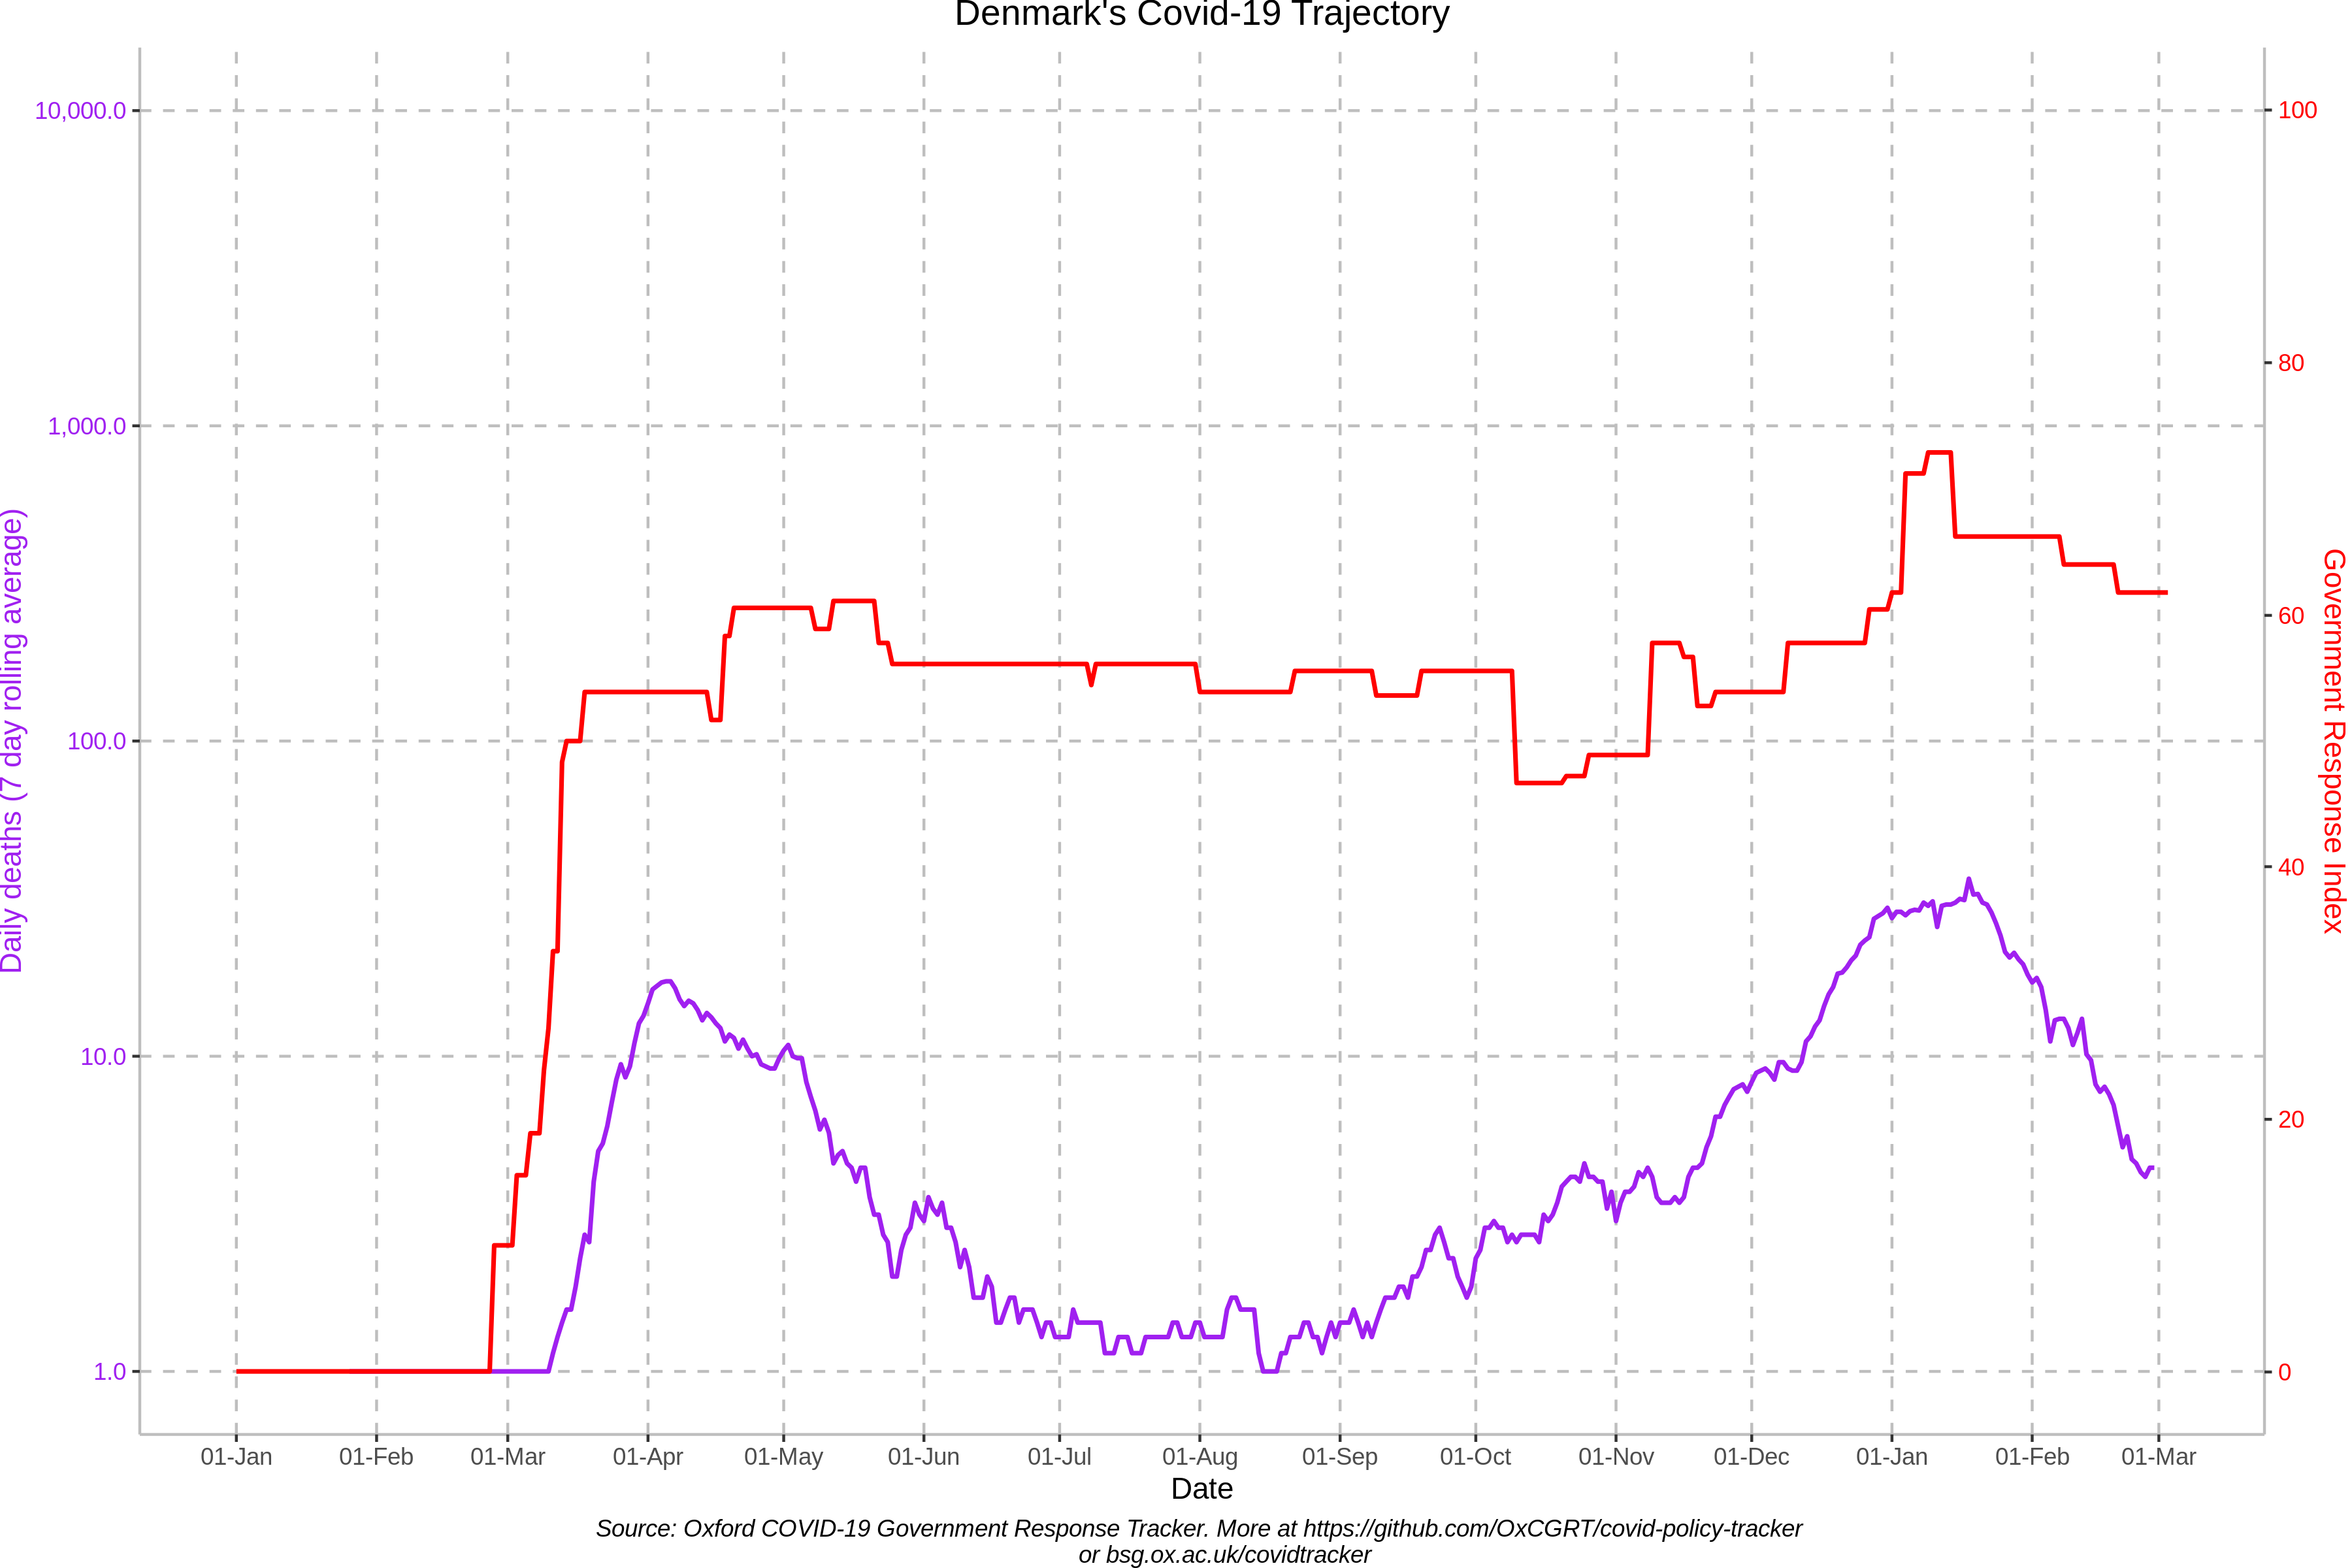 Denmark's Covid-19 Trajectory
10,000.0
1,000.0
100.0
10.0
1.0
Daily deaths (7 day rolling average)
100
80
60
40
20
0
Government Response Index
01-Jan 01-Feb 01-Mar 01-Apr 01-May 01-Jun 01-Jul 01-Aug 01-Sep 01-Oct 01-Nov 01-Dec 01-Jan 01-Feb 01-Mar
Date
Source: Oxford COVID-19 Government Response Tracker. More at https://github.com/OxCGRT/covid-policy-tracker
or bsg.ox.ac.uk/covidtracker